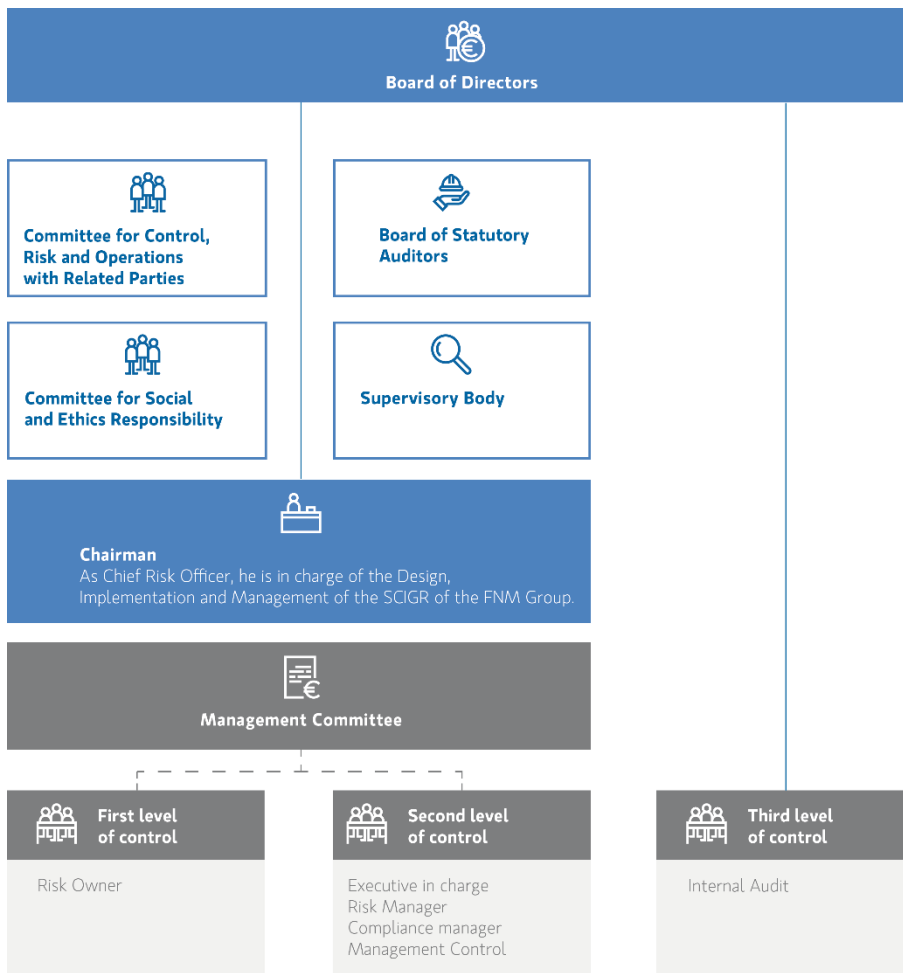 Board of Directors
Committee for Control,
Risk and Operations
with Related Parties
Board of Statutory
Auditors
Committee for Social
and Ethics Responsibility
Supervisory Body
Chairman
As Chief Risk Officer, he is in charge of the Design,
Implementation and Management of the SCIGR of the FNM Group.
Management Committee
First level
of control
Risk Owner
Second level
of control
Executive in charge
Risk Manager
Compliance manager
Management Control
Third level
of control
Internal Audit